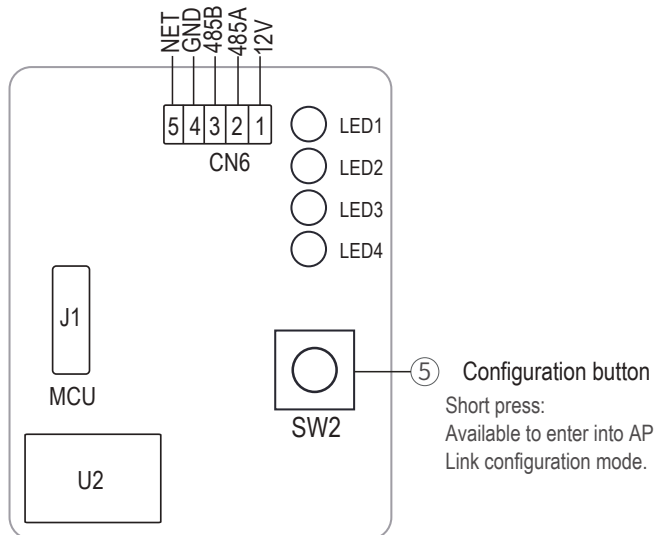 NET
GND
485B
485A
12V
5 4 3 2 1
CN6
LED1
LED2
LED3
LED4
J1
MCU
SW2
U2
5 Configuration button
Short press:
Available to enter into AP
Link configuration mode.